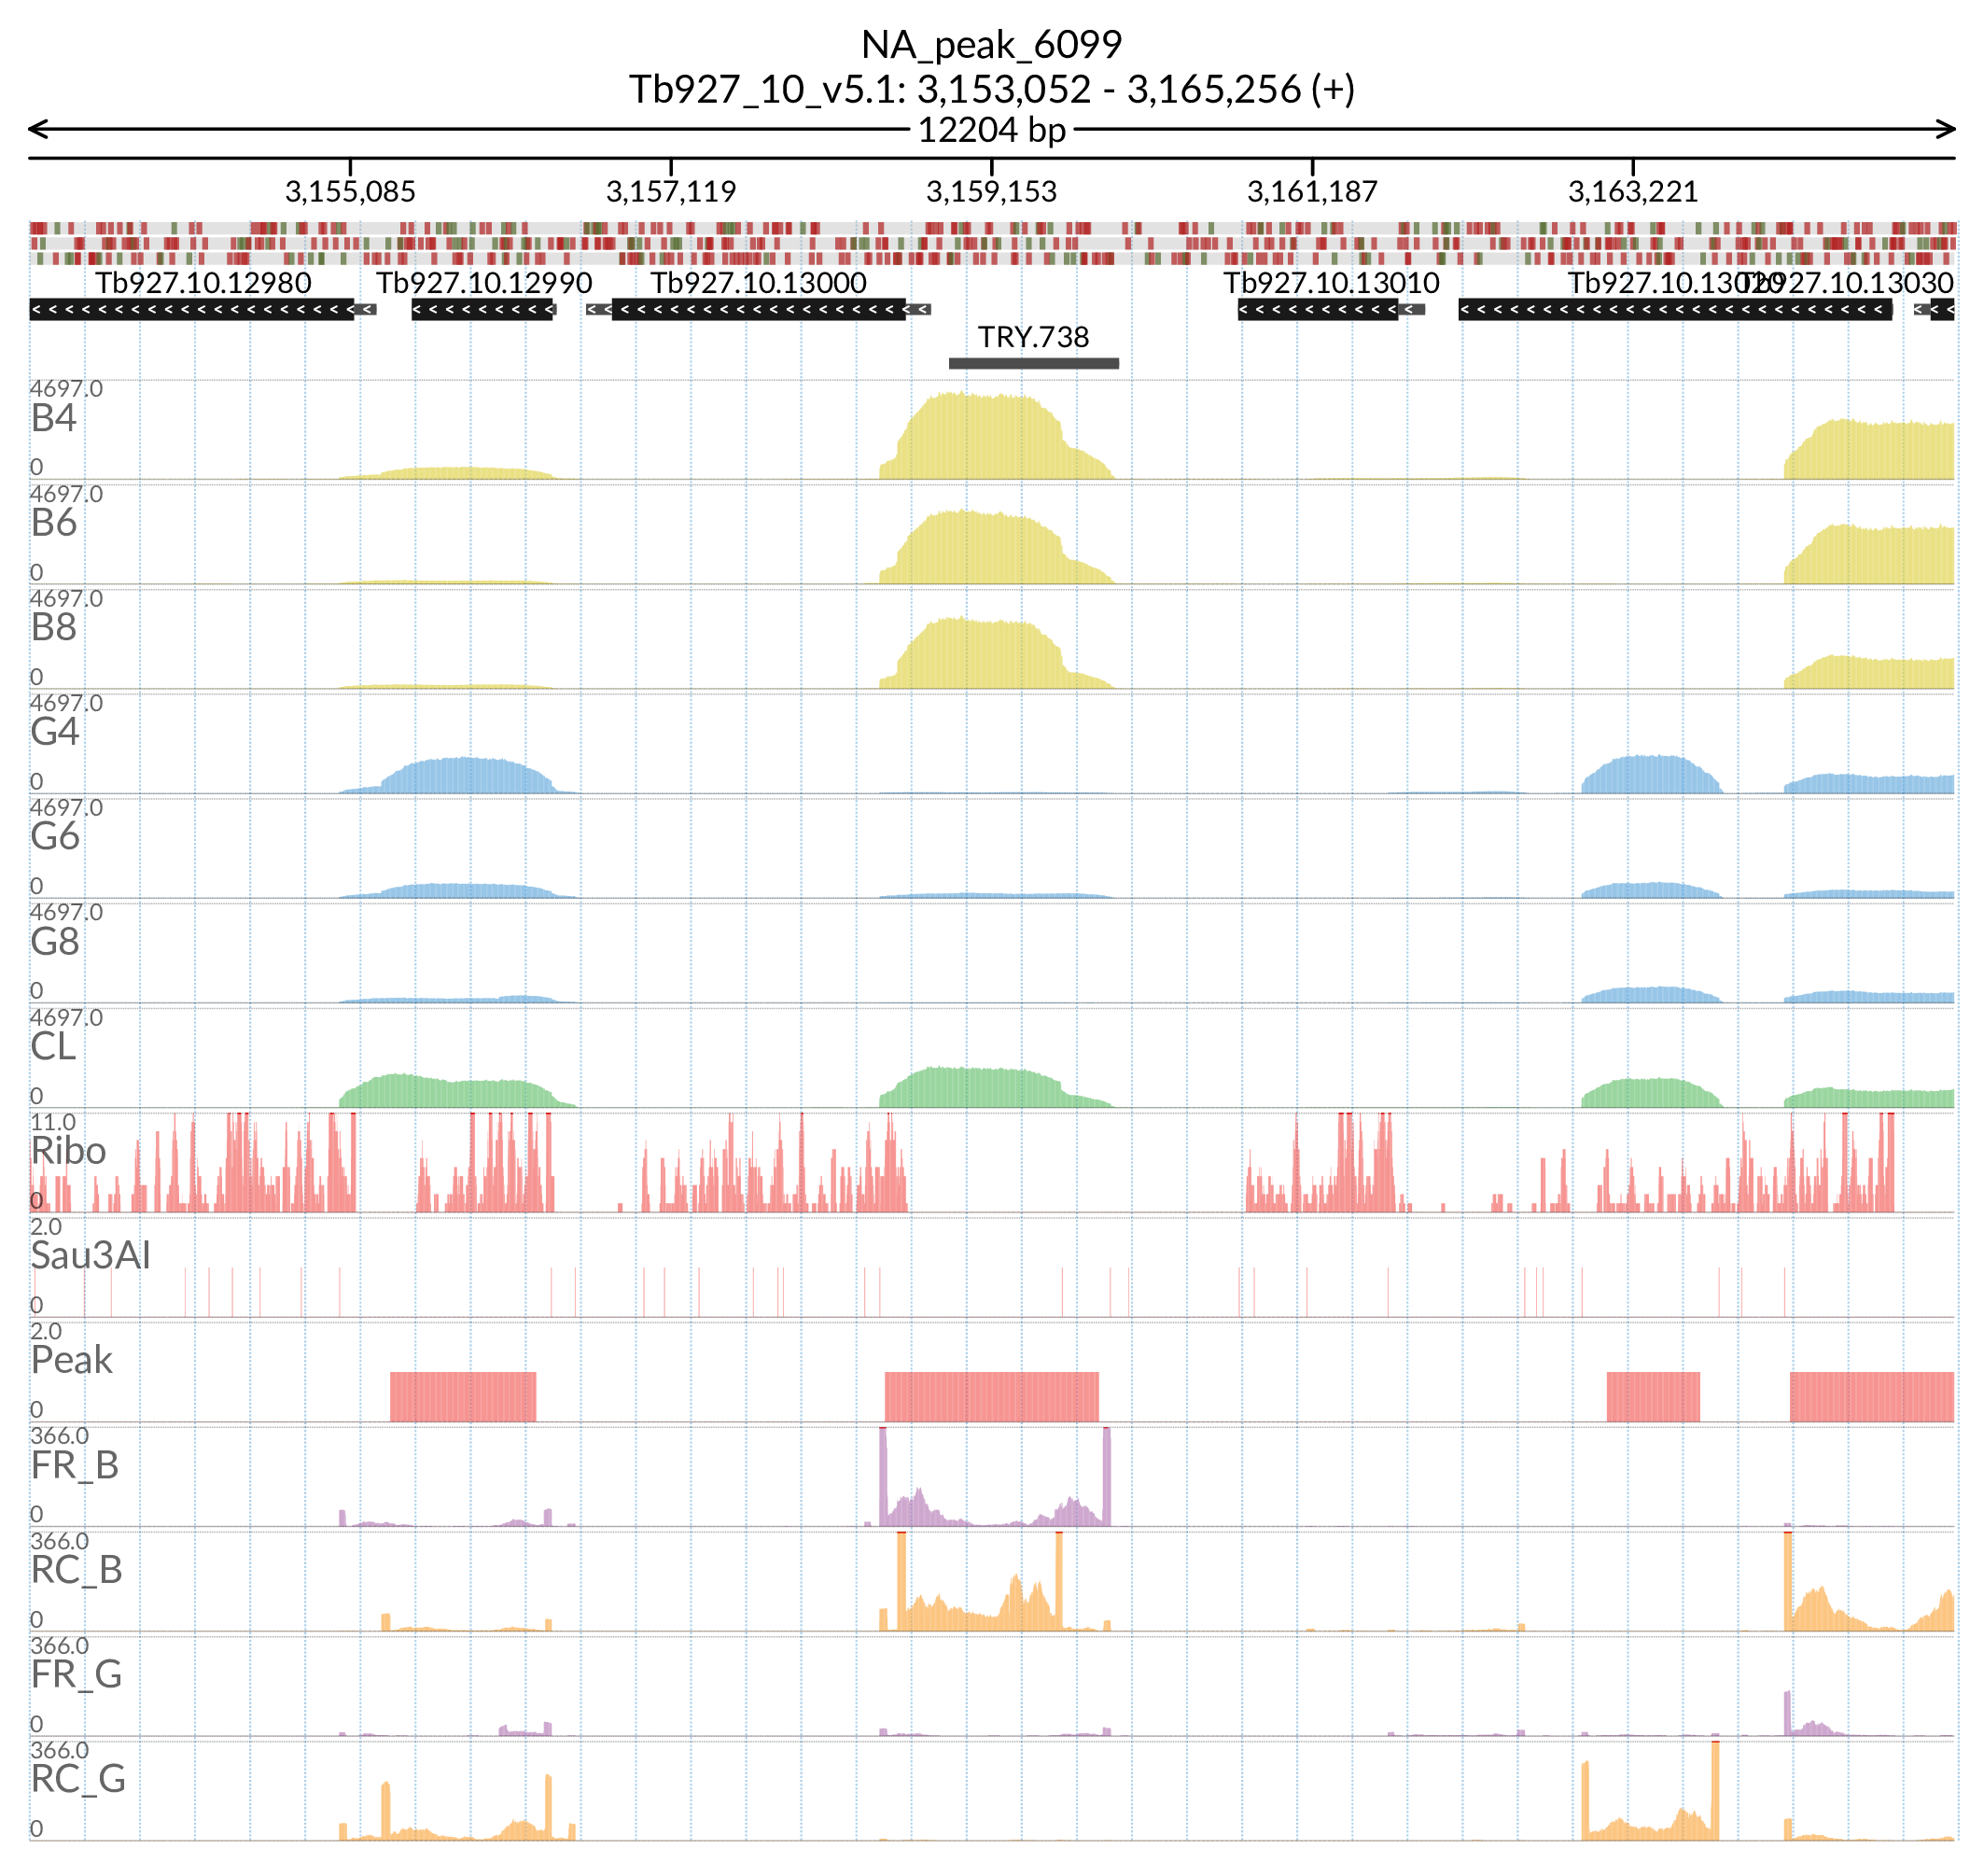 NA_peak_6099
Tb927_10_v5.1: 3,153,052 - 3,165,256 (+)
12204 bp
3,155,085 3,157,119 3,159,153 3,161,187 3,163,221
Tb927.10.12980 Tb927.10.12990 Tb927.10.13000 Tb927.10.13010 Tb927.10.13020 Tb927.10.13030
TRY.738
4697.0
B4
0
4697.0
B6
0
4697.0
B8
0
4697.0
G4
0
4697.0
G6
0
4697.0
G8
0
4697.0
CL
0
11.0
Ribo
0
2.0
Sau3AI
0
2.0
Peak
0
366.0
FR_B
0
366.0
RC_B
0
366.0
FR_G
0
366.0
RC_G
0